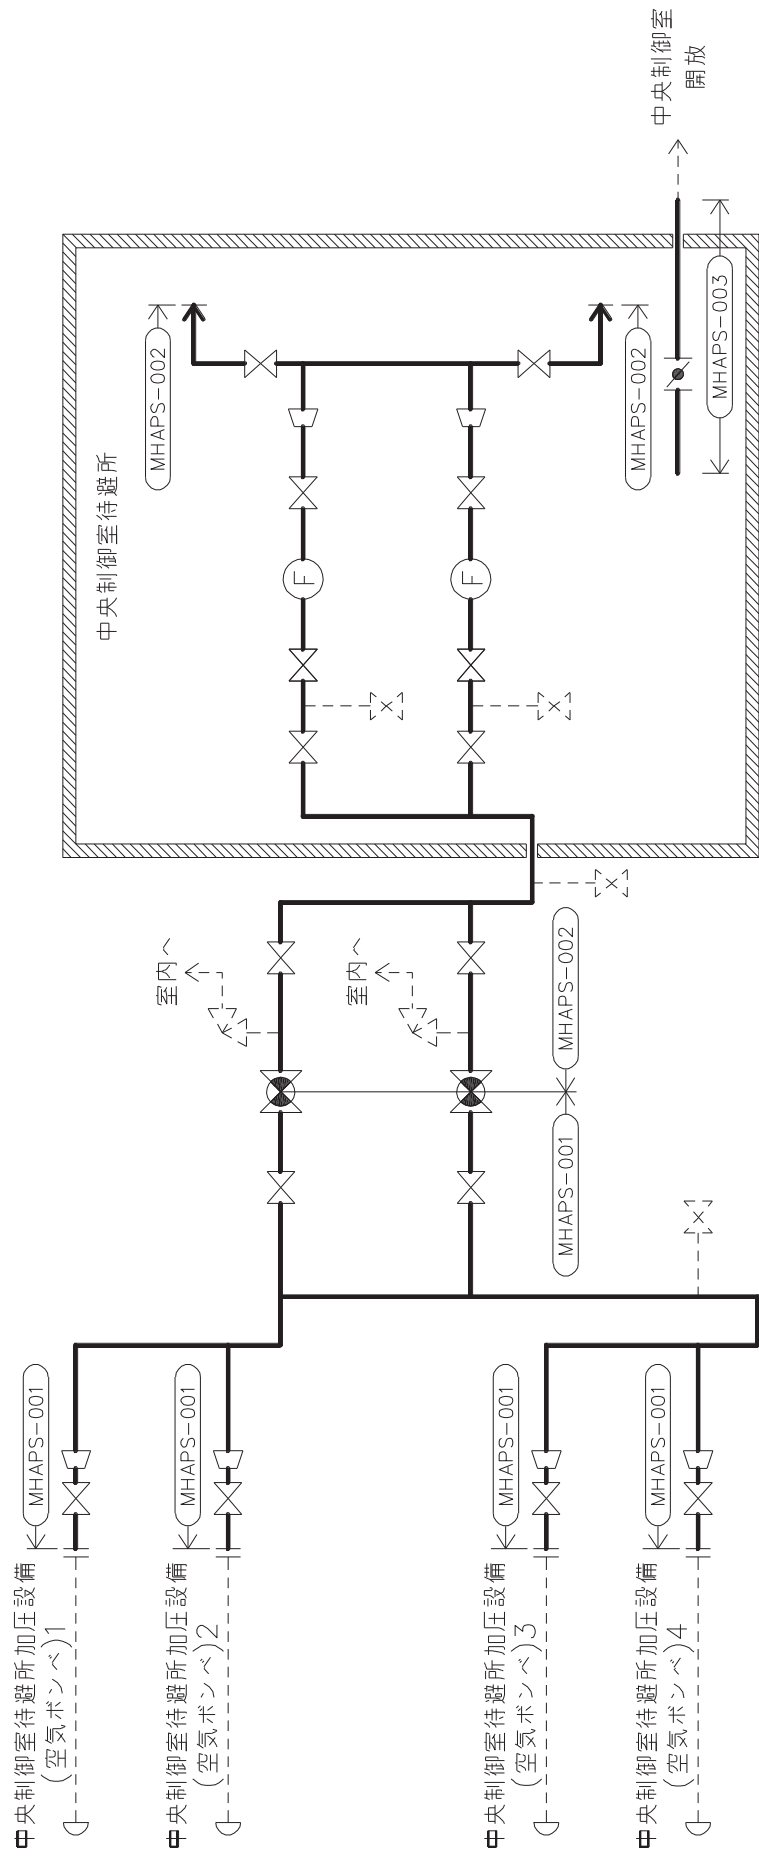 中央制御室待避所加圧設備
(空気ボンベ)1
MHAPS-001
中央制御室待避所加圧設備
(空気ボンベ)2
MHAPS-001
中央制御室待避所加圧設備
(空気ボンベ)3
MHAPS-001
中央制御室待避所加圧設備
(空気ボンベ)4
MHAPS-001
室内へ
室内へ
MHAPS-001
MHAPS-002
中央制御室待避所
F
F
MHAPS-002
MHAPS-002
MHAPS-003
中央制御室
開放